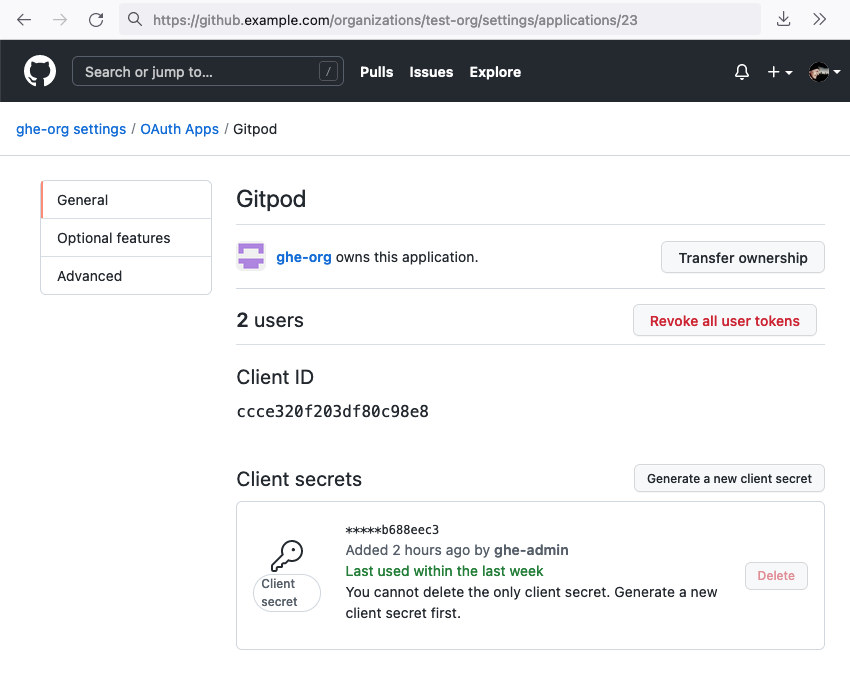 https://github.example.com/organizations/test-org/settings/applications/23
Search or jump to... /
Pulls Issues Explore
ghe-org settings / OAuth Apps / Gitpod
General
Optional features
Advanced
Gitpod
ghe-org owns this application.
Transfer ownership
2 users
Revoke all user tokens
Client ID
ccce320f203df80c98e8
Client secrets
Generate a new client secret
Client
secret
*****b688eec3
Added 2 hours ago by ghe-admin
Last used within the last week
You cannot delete the only client secret. Generate a new
client secret first.
Delete